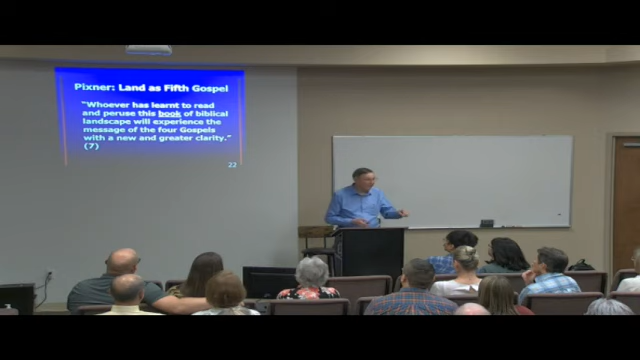 Pixner: Land as Fifth Gospel
"Whoever has learnt to read
and peruse this book of biblical
landscape will experience the
message of the four Gospels
with a new and greater clarity."
(7)
22